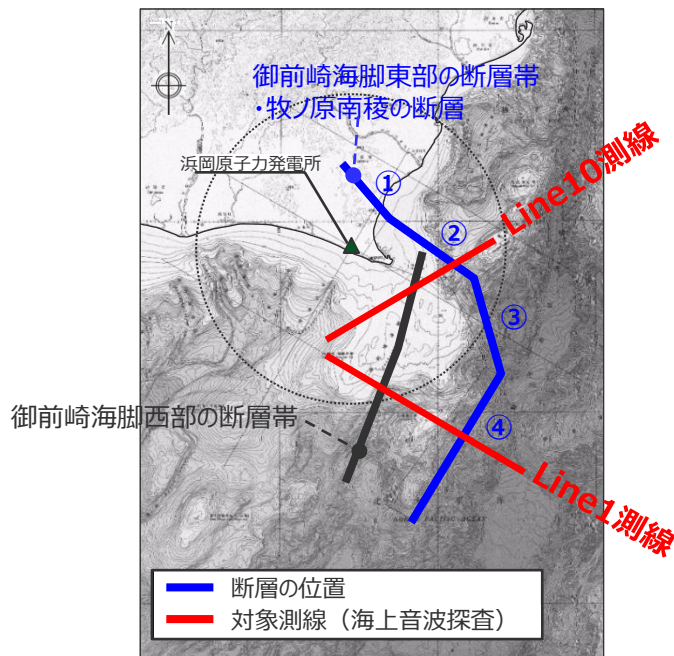 御前崎海脚東部の断層帯
・牧ノ原南稜の断層
浜岡原子力発電所
①
②
Line10測線
③
御前崎海脚西部の断層帯
④
Line1測線
NORTH PACIFIC OCEAN
断層の位置
対象測線（海上音波探査）